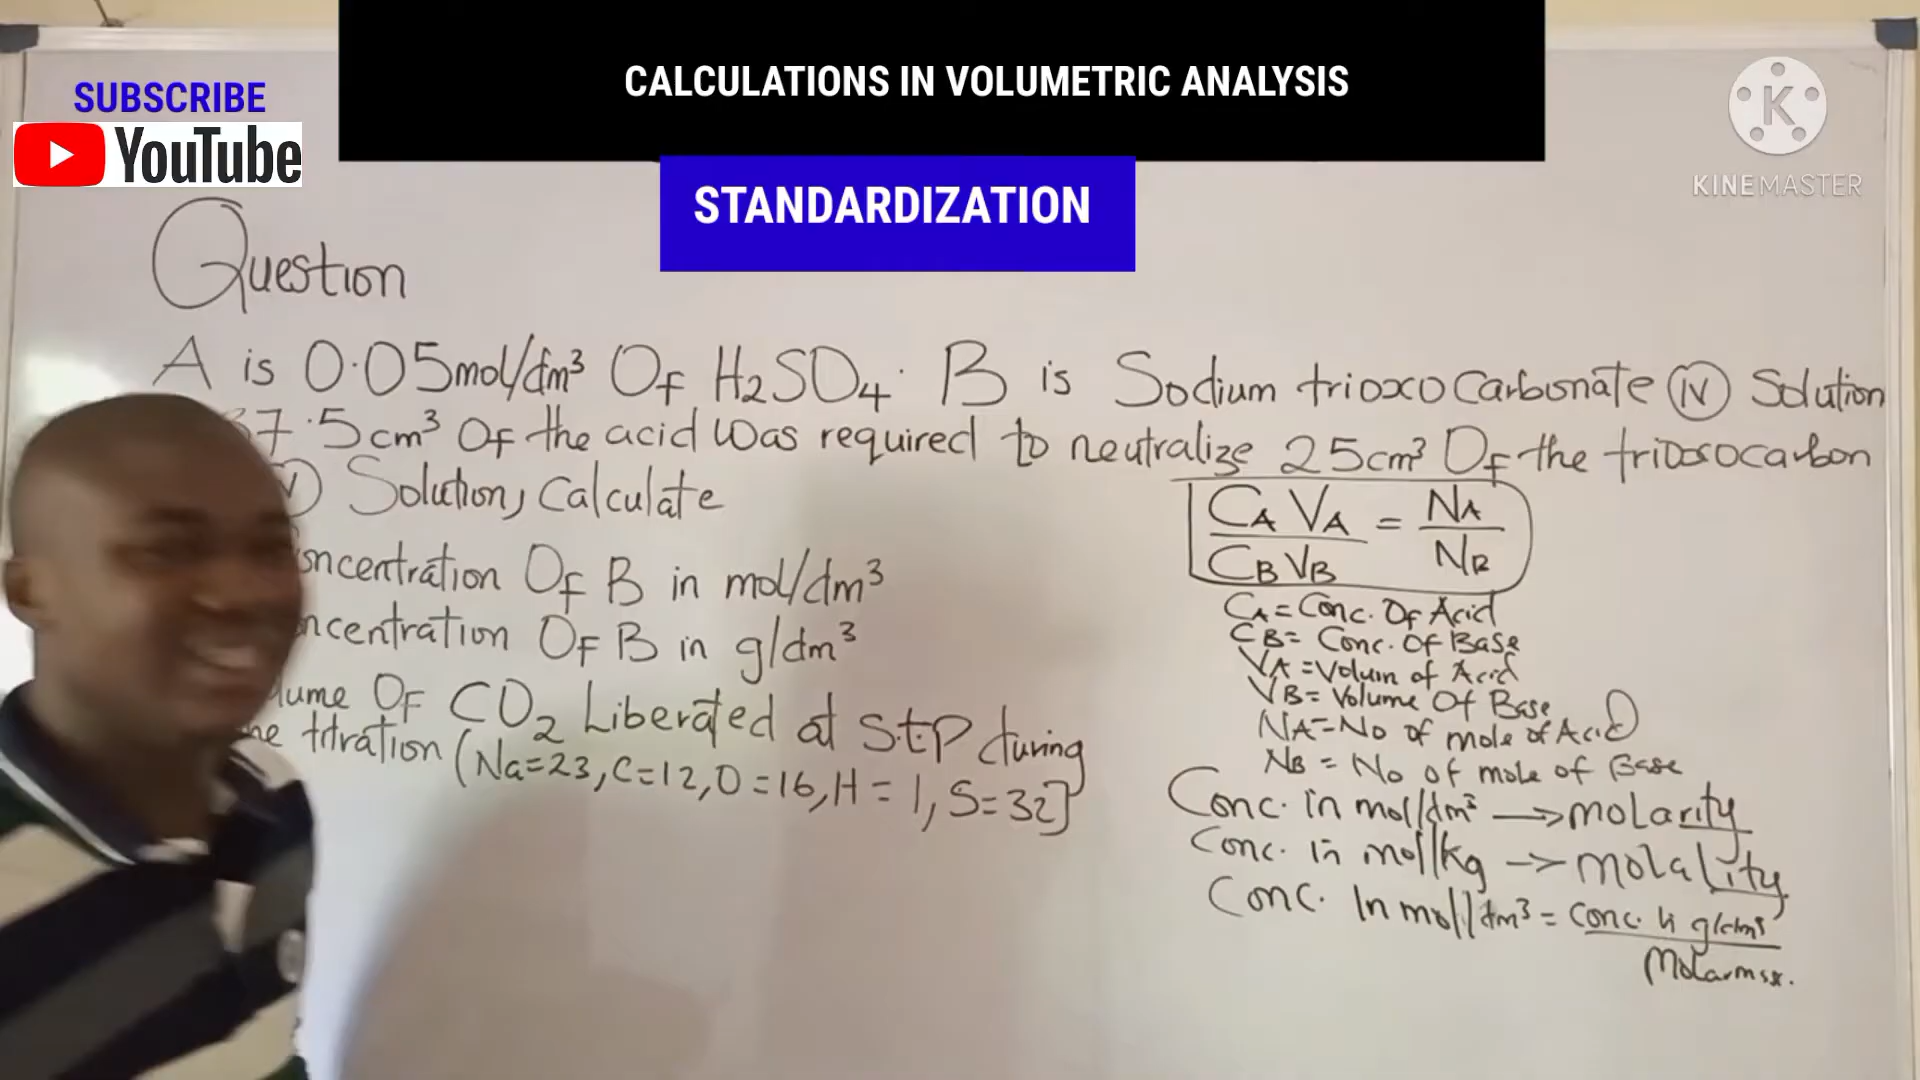 CALCULATIONS IN VOLUMETRIC ANALYSIS
SUBSCRIBE
YouTube
K
KINEMASTER
STANDARDIZATION
Question
A is 0.05mol/dm³ Of H₂SO₄. B is Sodium trioxocarbonate (IV) Solution
37.5cm³ Of the acid was required to neutralize 25cm³ Of the trioxocarbon
Solution, Calculate
oncentration Of B in mol/dm³
ncentration Of B in g/dm³
lume Of CO₂ Liberated at S.t.P during
he titration (Na=23, C=12, O=16, H=1, S=32]
CA VA / CB VB = NA / NB
CA = Conc. Of Acid
CB = Conc. Of Base
VA = Volum of Acid
VB = Volume Of Base
NA = No of mole of Acid
NB = No of mole of Base
Conc. in mol/dm³ → molarity
Conc. in mol/kg → molality
Conc. In mol/dm³ = Conc. in g/dm³ / Molarmss.